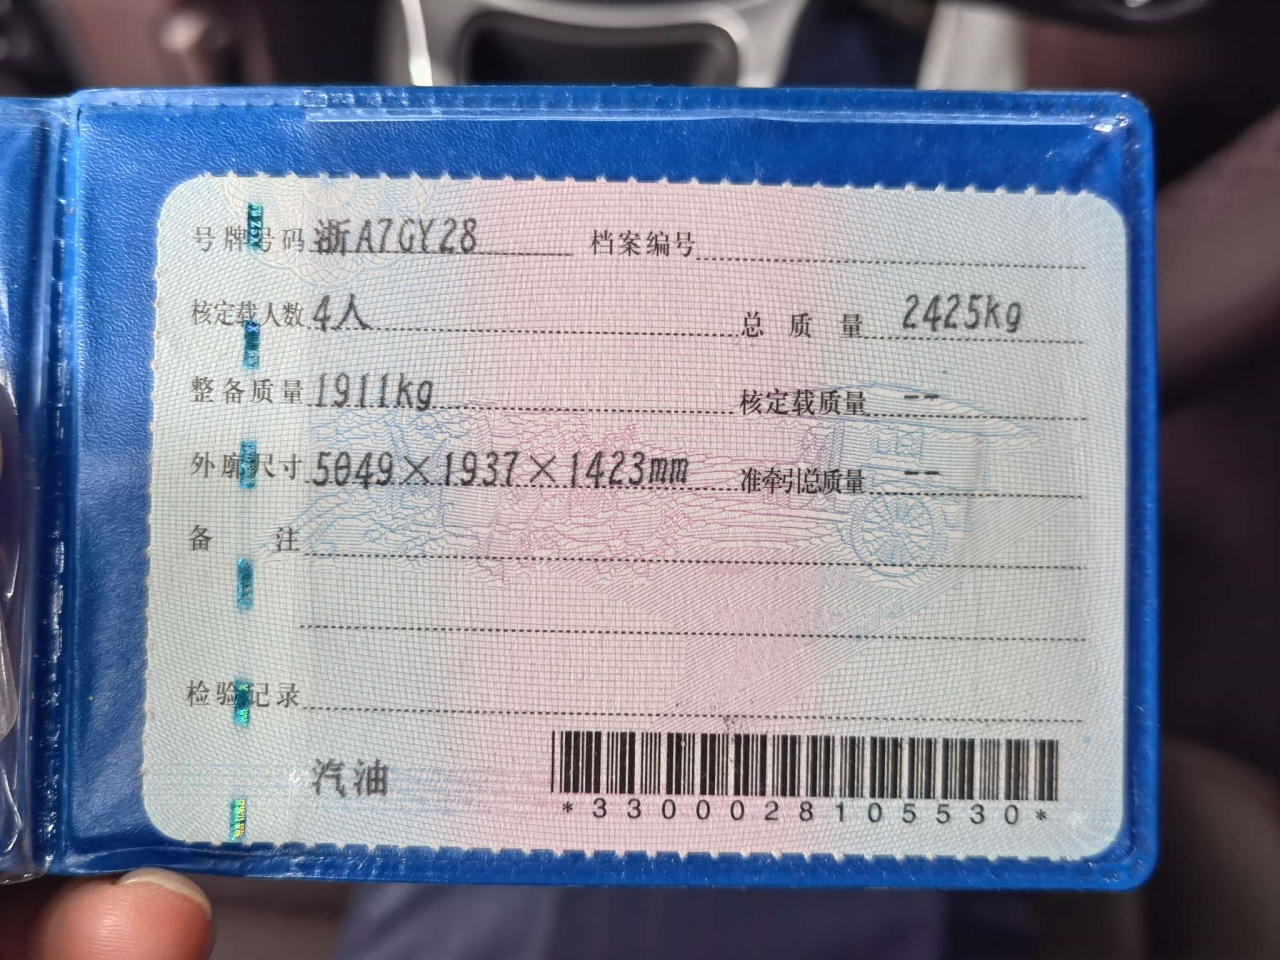 号牌号码 浙A7GY28 档案编号
核定载人数 4人 总质量 2425kg
整备质量 1911kg 核定载质量 --
外廓尺寸 5049×1937×1423mm 准牵引总质量 --
备注
检验记录
汽油
*3300028105530*